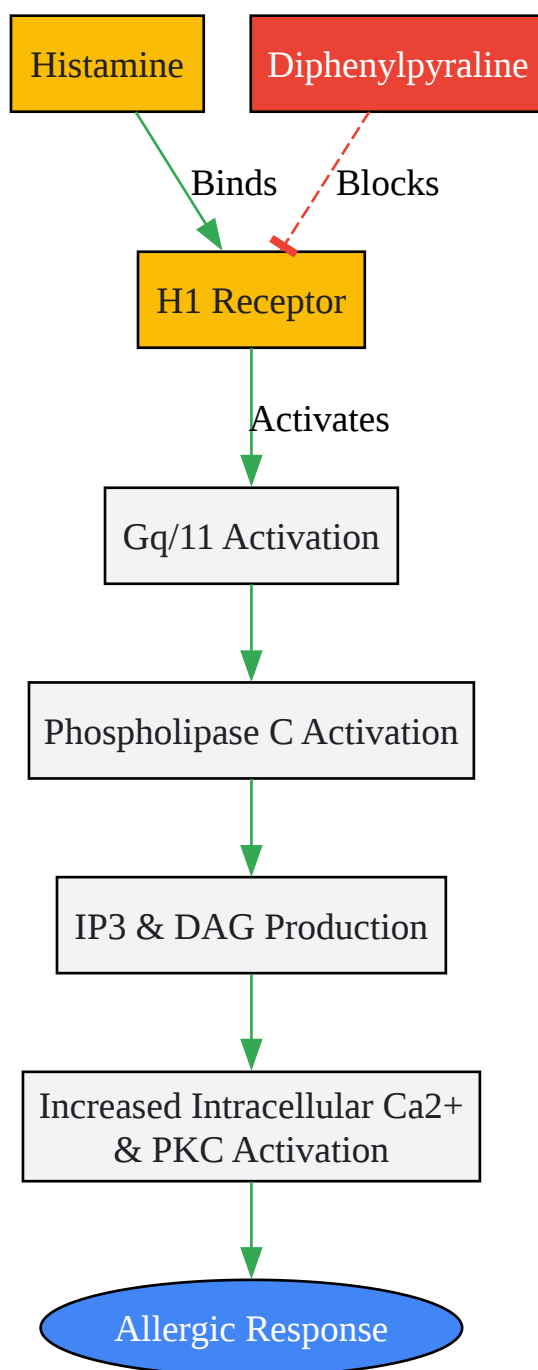 Histamine
Diphenylpyraline
Binds
Blocks
H1 Receptor
Activates
Gq/11 Activation
Phospholipase C Activation
IP3 & DAG Production
Increased Intracellular Ca2+
& PKC Activation
Allergic Response